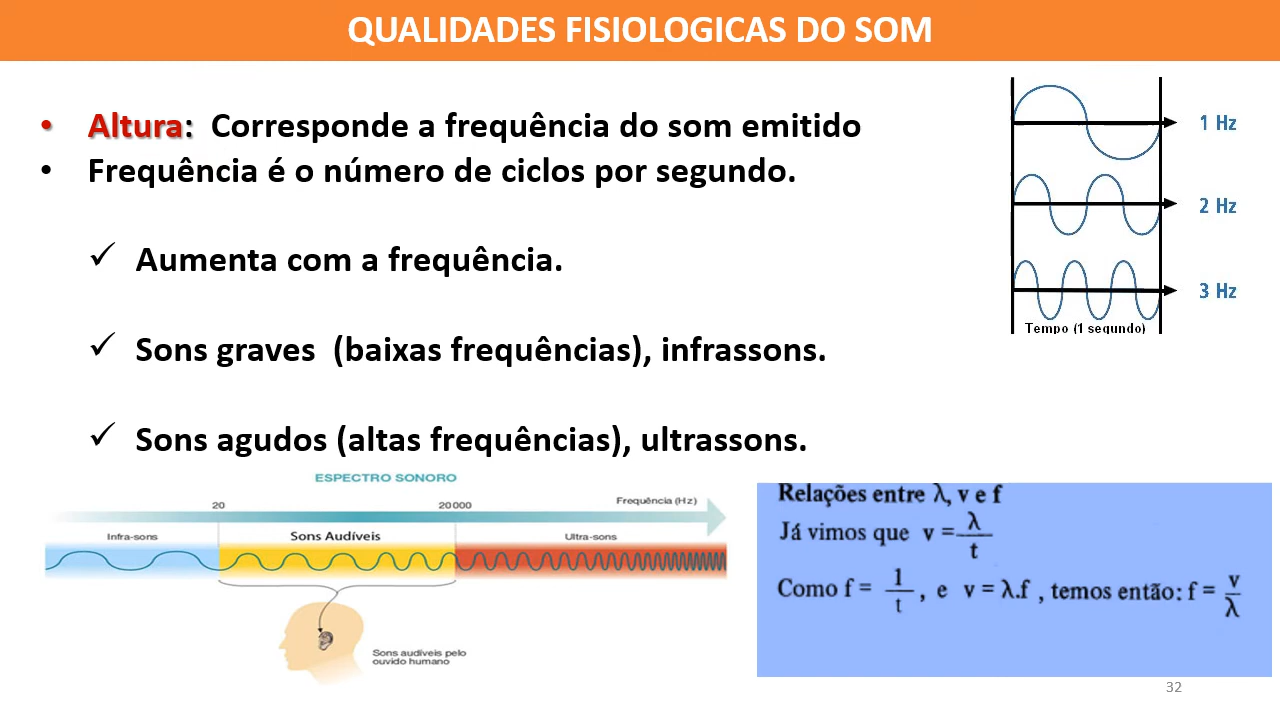 QUALIDADES FISIOLOGICAS DO SOM
• Altura: Corresponde a frequência do som emitido
• Frequência é o número de ciclos por segundo.
✓ Aumenta com a frequência.
✓ Sons graves (baixas frequências), infrassons.
✓ Sons agudos (altas frequências), ultrassons.
1 Hz
2 Hz
3 Hz
Tempo (1 segundo)
ESPECTRO SONORO
20
20 000
Frequência (Hz)
Infra-sons
Sons Audíveis
Ultra-sons
Sons audíveis pelo
ouvido humano
Relações entre λ, v e f
Já vimos que v = λ/t
Como f = 1/t, e v = λ.f , temos então: f = v/λ
32